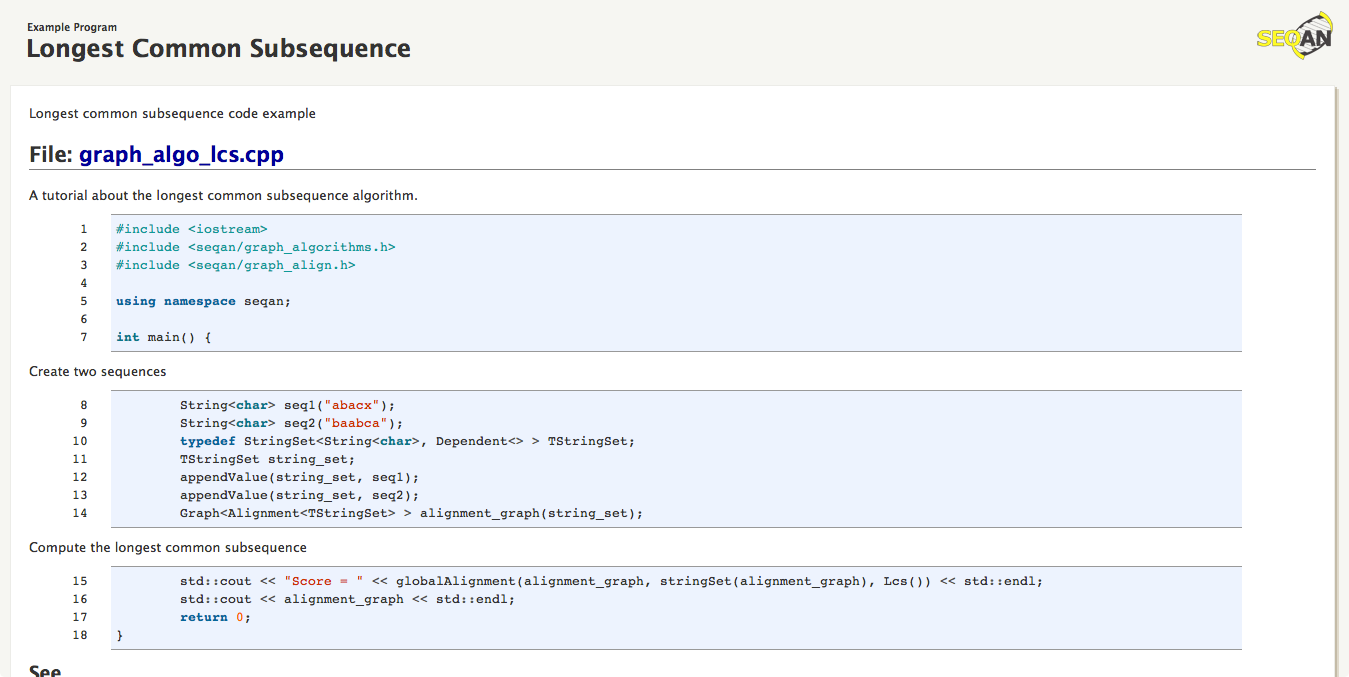 Example Program
Longest Common Subsequence
SEQAN
Longest common subsequence code example
File: graph_algo_lcs.cpp
A tutorial about the longest common subsequence algorithm.
1 #include <iostream>
2 #include <seqan/graph_algorithms.h>
3 #include <seqan/graph_align.h>
4
5 using namespace seqan;
6
7 int main() {
Create two sequences
8 String<char> seq1("abacx");
9 String<char> seq2("baabca");
10 typedef StringSet<String<char>, Dependent<> > TStringSet;
11 TStringSet string_set;
12 appendValue(string_set, seq1);
13 appendValue(string_set, seq2);
14 Graph<Alignment<TStringSet> > alignment_graph(string_set);
Compute the longest common subsequence
15 std::cout << "Score = " << globalAlignment(alignment_graph, stringSet(alignment_graph), Lcs()) << std::endl;
16 std::cout << alignment_graph << std::endl;
17 return 0;
18 }
See